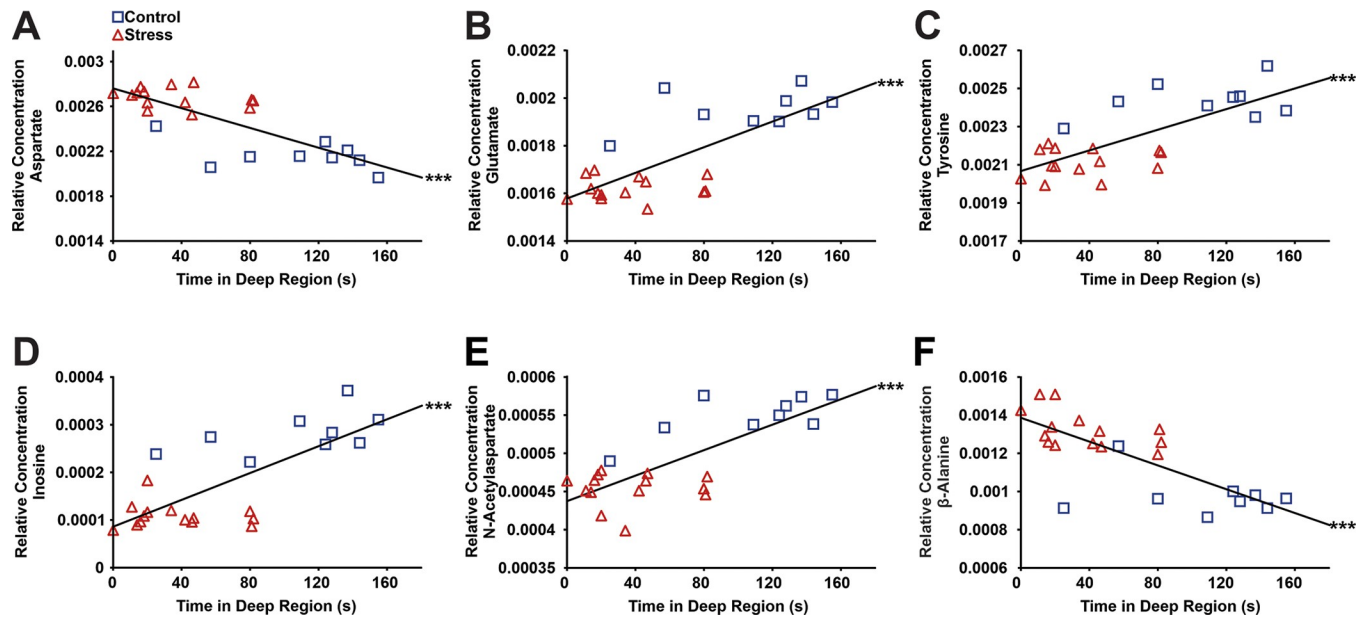 A
Control
Stress
0.003
0.0026
0.0022
0.0018
0.0014
Relative Concentration
Aspartate
0 40 80 120 160
Time in Deep Region (s)
***
B
0.0022
0.002
0.0018
0.0016
0.0014
Relative Concentration
Glutamate
0 40 80 120 160
Time in Deep Region (s)
***
C
0.0027
0.0025
0.0023
0.0021
0.0019
0.0017
Relative Concentration
Tyrosine
0 40 80 120 160
Time in Deep Region (s)
***
D
0.0004
0.0003
0.0002
0.0001
0
Relative Concentration
Inosine
0 40 80 120 160
Time in Deep Region (s)
***
E
0.0006
0.00055
0.0005
0.00045
0.0004
0.00035
Relative Concentration
N-Acetylaspartate
0 40 80 120 160
Time in Deep Region (s)
***
F
0.0016
0.0014
0.0012
0.001
0.0008
0.0006
Relative Concentration
β-Alanine
0 40 80 120 160
Time in Deep Region (s)
***